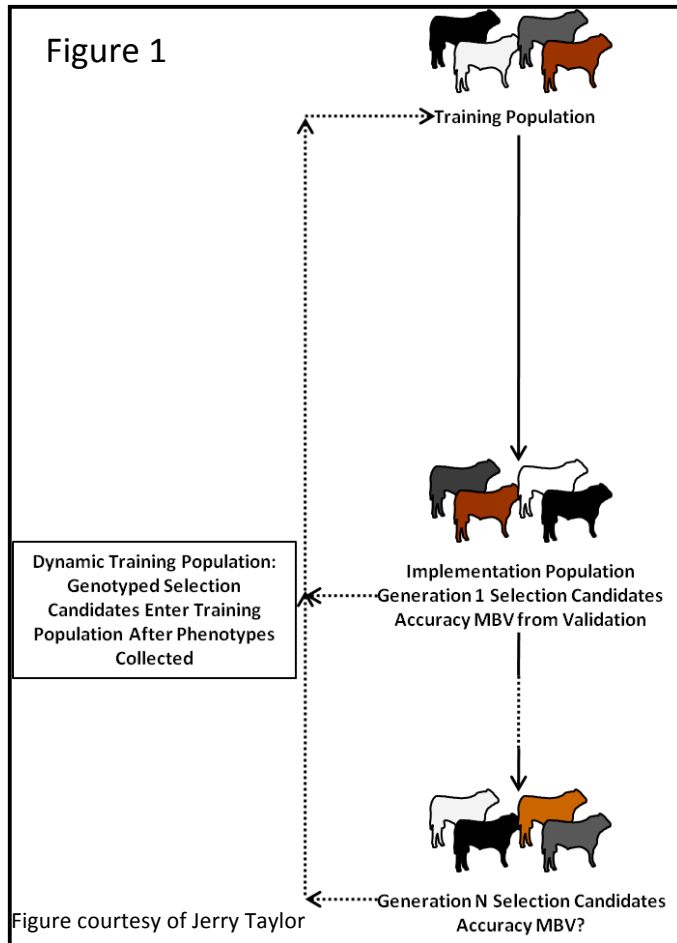 Figure 1
Training Population
Dynamic Training Population:
Genotyped Selection
Candidates Enter Training
Population After Phenotypes
Collected
Implementation Population
Generation 1 Selection Candidates
Accuracy MBV from Validation
Generation N Selection Candidates
Accuracy MBV?
Figure courtesy of Jerry Taylor